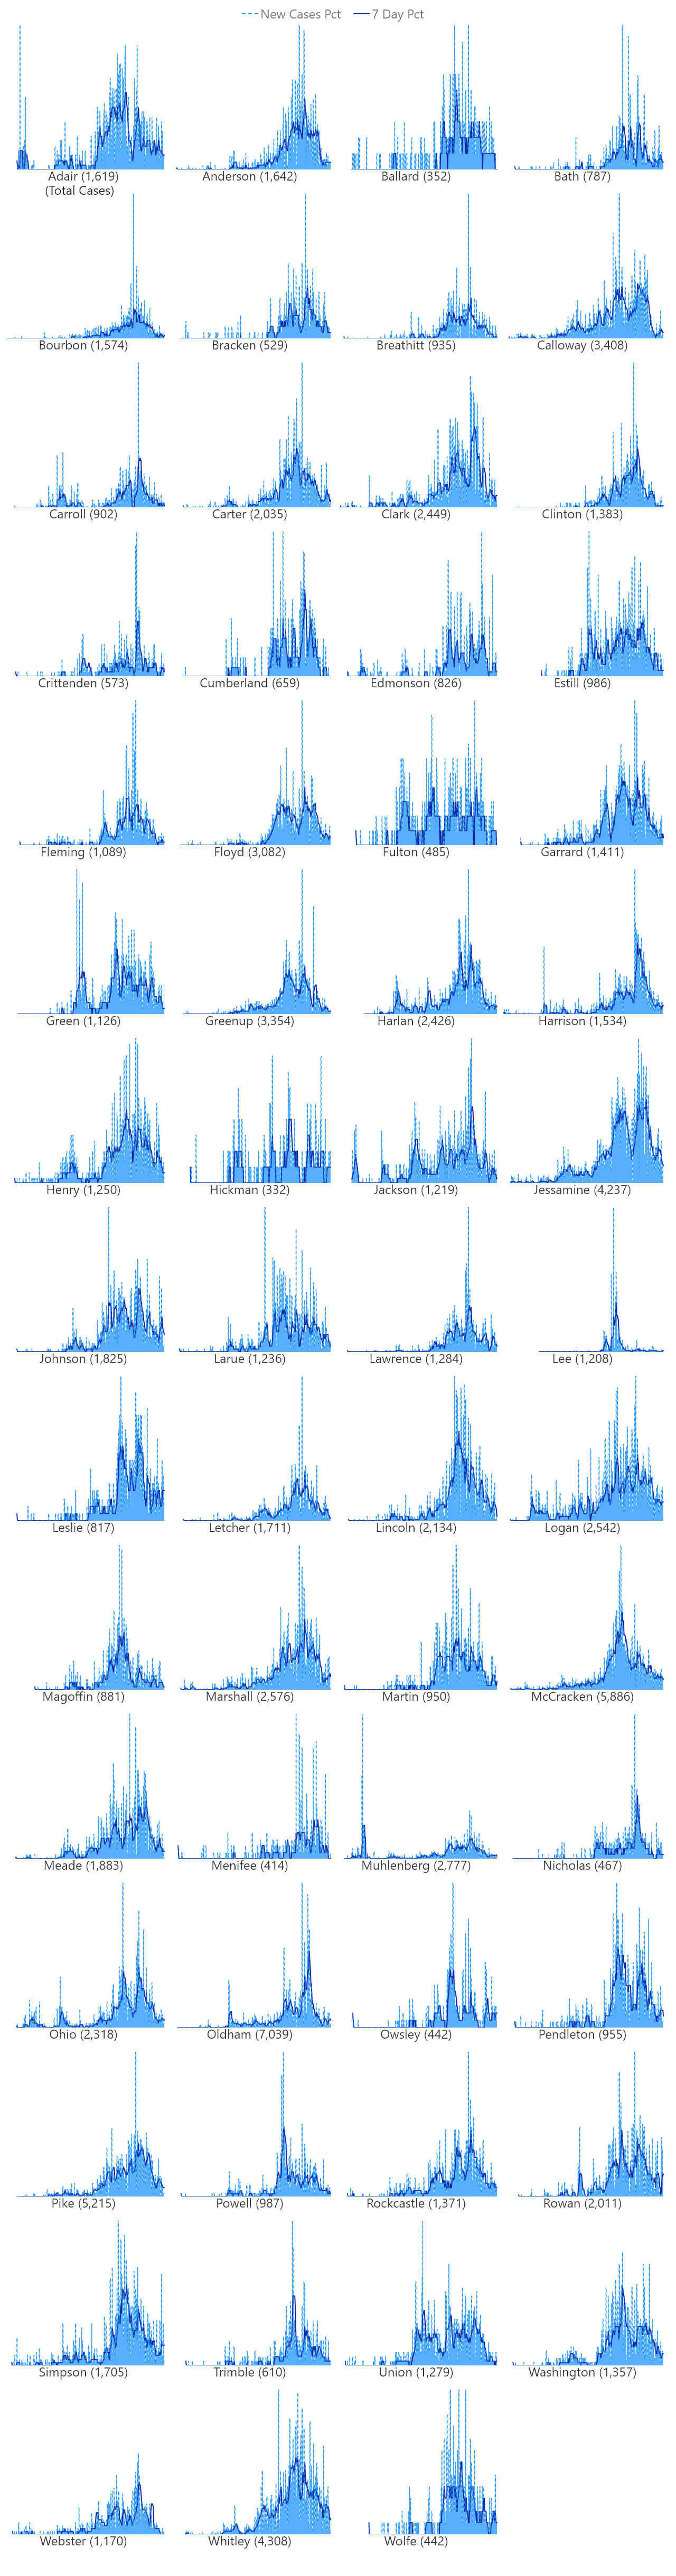 New Cases Pct 7 Day Pct
Adair (1,619) Anderson (1,642) Ballard (352) Bath (787)
(Total Cases)
Bourbon (1,574) Bracken (529) Breathitt (935) Calloway (3,408)
Carroll (902) Carter (2,035) Clark (2,449) Clinton (1,383)
Crittenden (573) Cumberland (659) Edmonson (826) Estill (986)
Fleming (1,089) Floyd (3,082) Fulton (485) Garrard (1,411)
Green (1,126) Greenup (3,354) Harlan (2,426) Harrison (1,534)
Henry (1,250) Hickman (332) Jackson (1,219) Jessamine (4,237)
Johnson (1,825) Larue (1,236) Lawrence (1,284) Lee (1,208)
Leslie (817) Letcher (1,711) Lincoln (2,134) Logan (2,542)
Magoffin (881) Marshall (2,576) Martin (950) McCracken (5,886)
Meade (1,883) Menifee (414) Muhlenberg (2,777) Nicholas (467)
Ohio (2,318) Oldham (7,039) Owsley (442) Pendleton (955)
Pike (5,215) Powell (987) Rockcastle (1,371) Rowan (2,011)
Simpson (1,705) Trimble (610) Union (1,279) Washington (1,357)
Webster (1,170) Whitley (4,308) Wolfe (442)